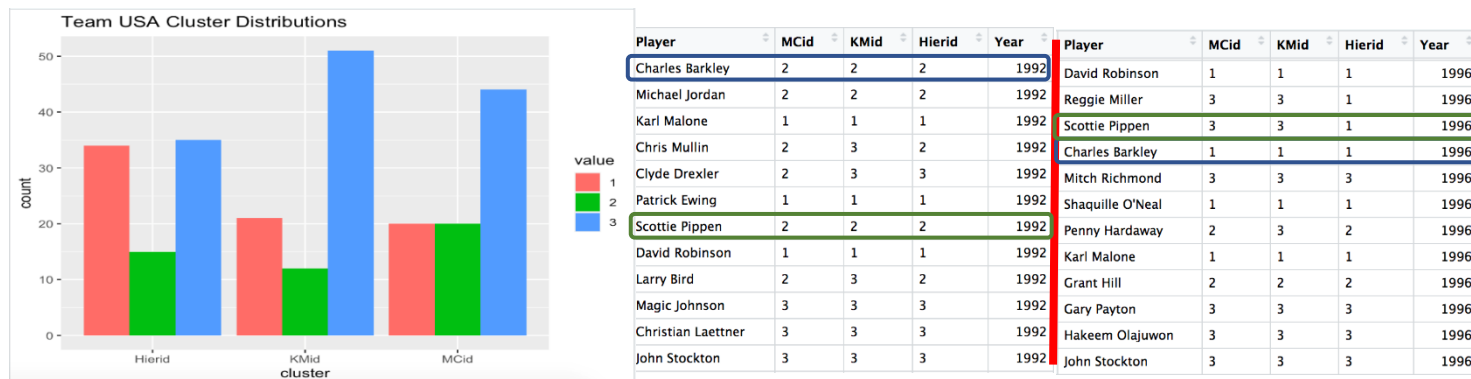 Team USA Cluster Distributions
50
40
30
20
10
0
count
Hierid KMid MCid
cluster
value
1
2
3
Player MCid KMid Hierid Year
Charles Barkley 2 2 2 1992
Michael Jordan 2 2 2 1992
Karl Malone 1 1 1 1992
Chris Mullin 2 3 2 1992
Clyde Drexler 2 3 3 1992
Patrick Ewing 1 1 1 1992
Scottie Pippen 2 2 2 1992
David Robinson 1 1 1 1992
Larry Bird 2 3 2 1992
Magic Johnson 3 3 3 1992
Christian Laettner 3 3 3 1992
John Stockton 3 3 3 1992
Player MCid KMid Hierid Year
David Robinson 1 1 1 1996
Reggie Miller 3 3 1 1996
Scottie Pippen 3 3 1 1996
Charles Barkley 1 1 1 1996
Mitch Richmond 3 3 3 1996
Shaquille O'Neal 1 1 1 1996
Penny Hardaway 2 3 2 1996
Karl Malone 1 1 1 1996
Grant Hill 2 2 2 1996
Gary Payton 3 3 3 1996
Hakeem Olajuwon 3 3 3 1996
John Stockton 3 3 3 1996